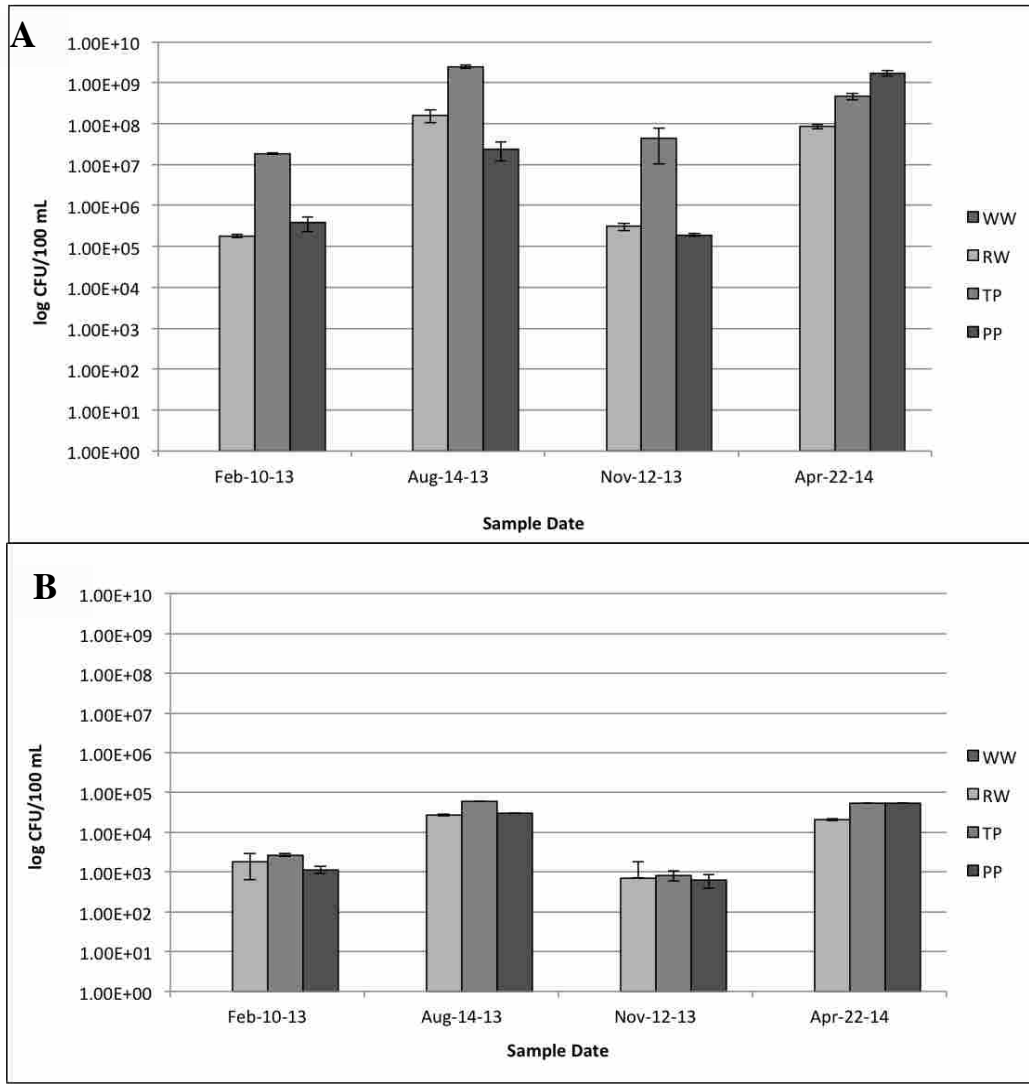 A
1.00E+10
1.00E+09
1.00E+08
1.00E+07
1.00E+06
1.00E+05
1.00E+04
1.00E+03
1.00E+02
1.00E+01
1.00E+00
log CFU/100 mL
Feb-10-13 Aug-14-13 Nov-12-13 Apr-22-14
Sample Date
WW
RW
TP
PP
B
1.00E+10
1.00E+09
1.00E+08
1.00E+07
1.00E+06
1.00E+05
1.00E+04
1.00E+03
1.00E+02
1.00E+01
1.00E+00
log CFU/100 mL
Feb-10-13 Aug-14-13 Nov-12-13 Apr-22-14
Sample Date
WW
RW
TP
PP